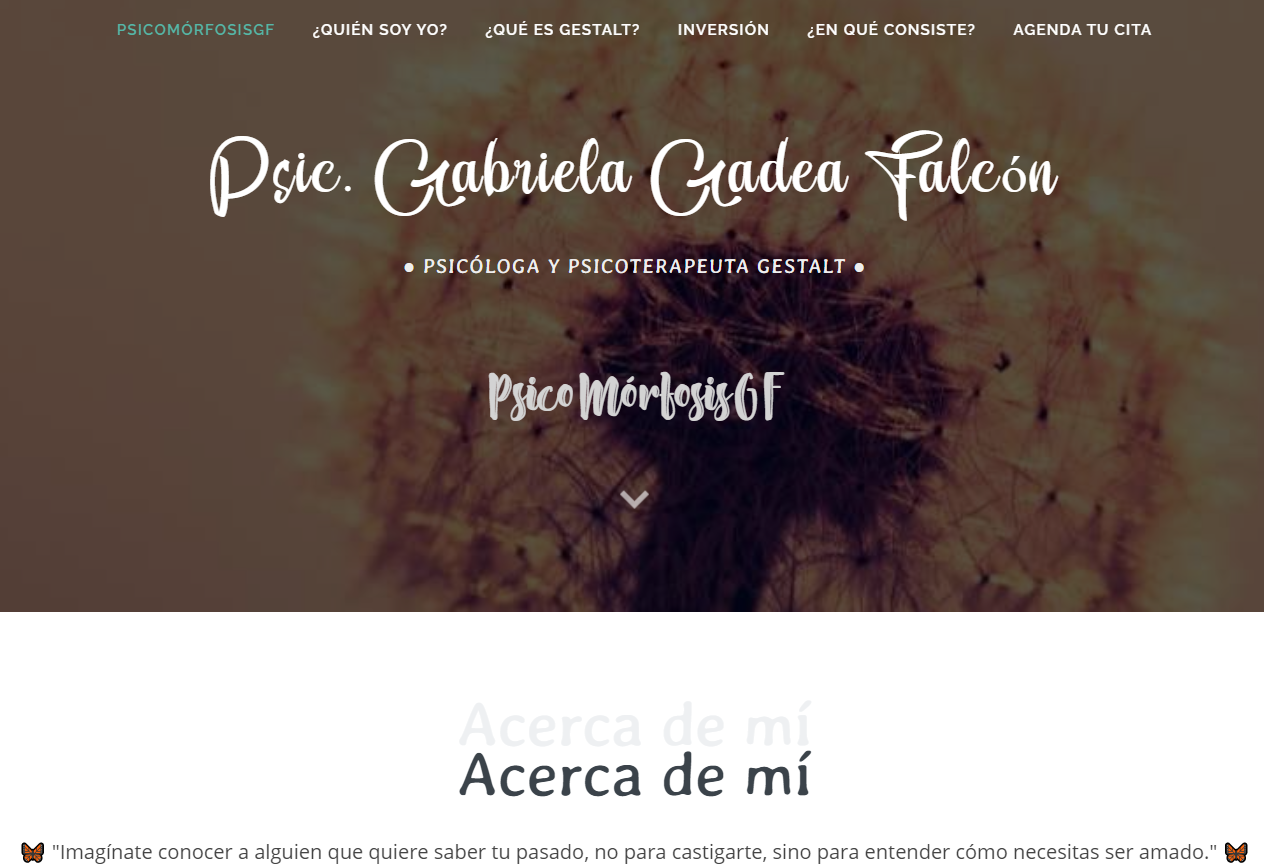 PSICOMÓRFOSISGF ¿QUIÉN SOY YO? ¿QUÉ ES GESTALT? INVERSIÓN ¿EN QUÉ CONSISTE? AGENDA TU CITA
Psic. Gabriela Gadea Falcón
• PSICÓLOGA Y PSICOTERAPEUTA GESTALT •
PsicoMórfosisGF
Acerca de mí
Acerca de mí
🦋 "Imagínate conocer a alguien que quiere saber tu pasado, no para castigarte, sino para entender cómo necesitas ser amado." 🦋